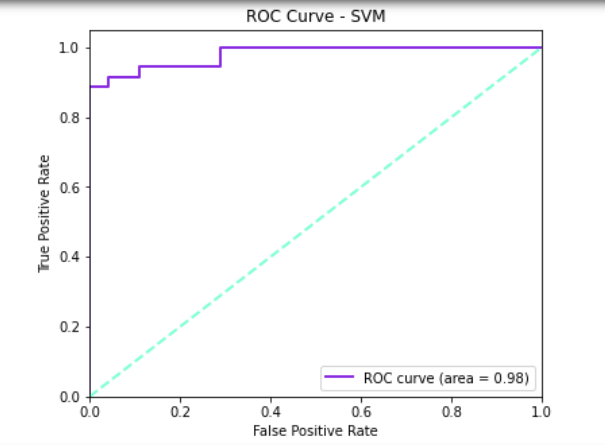 ROC Curve - SVM
1.0
0.8
0.6
0.4
0.2
0.0
True Positive Rate
ROC curve (area = 0.98)
0.0 0.2 0.4 0.6 0.8 1.0
False Positive Rate